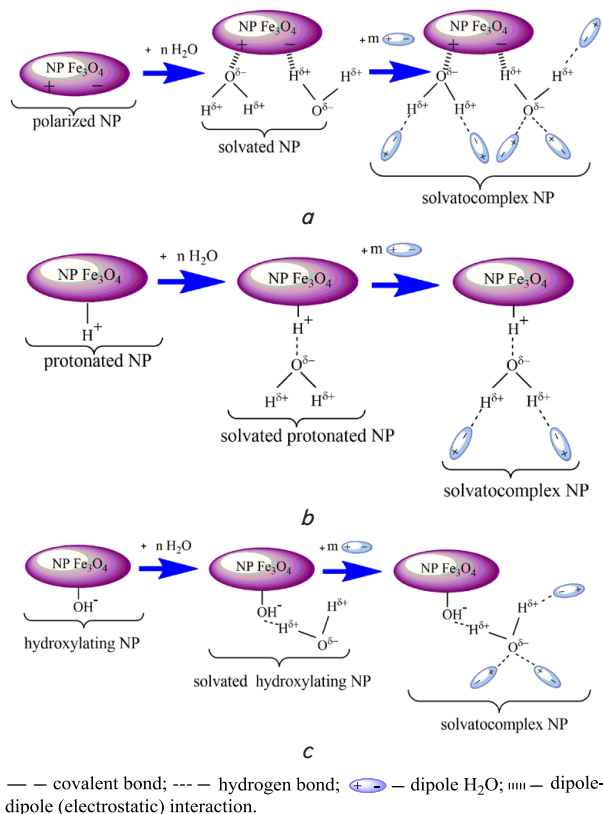 NP Fe₃O₄
+ −
polarized NP
+ n H₂O
NP Fe₃O₄
+ −
Oδ− Hδ+ Hδ+
Hδ+ Hδ+ Oδ−
solvated NP
+m + −
NP Fe₃O₄
+ −
Oδ− Hδ+ Hδ+ + −
Hδ+ Hδ+ Oδ−
+ − + − + − + −
solvatocomplex NP
a
NP Fe₃O₄
H⁺
protonated NP
+ n H₂O
NP Fe₃O₄
H⁺
Oδ−
Hδ+ Hδ+
solvated protonated NP
+m + −
NP Fe₃O₄
H⁺
Oδ−
Hδ+ Hδ+
+ − + −
solvatocomplex NP
b
NP Fe₃O₄
OH⁻
hydroxylating NP
+ n H₂O
NP Fe₃O₄
OH⁻ Hδ+
Hδ+
Oδ−
solvated hydroxylating NP
+m + −
NP Fe₃O₄
OH⁻ Hδ+ − +
Hδ+
Oδ−
+ − + −
solvatocomplex NP
c
— – covalent bond; --- – hydrogen bond; + - – dipole H₂O; ıııı – dipole-
dipole (electrostatic) interaction.